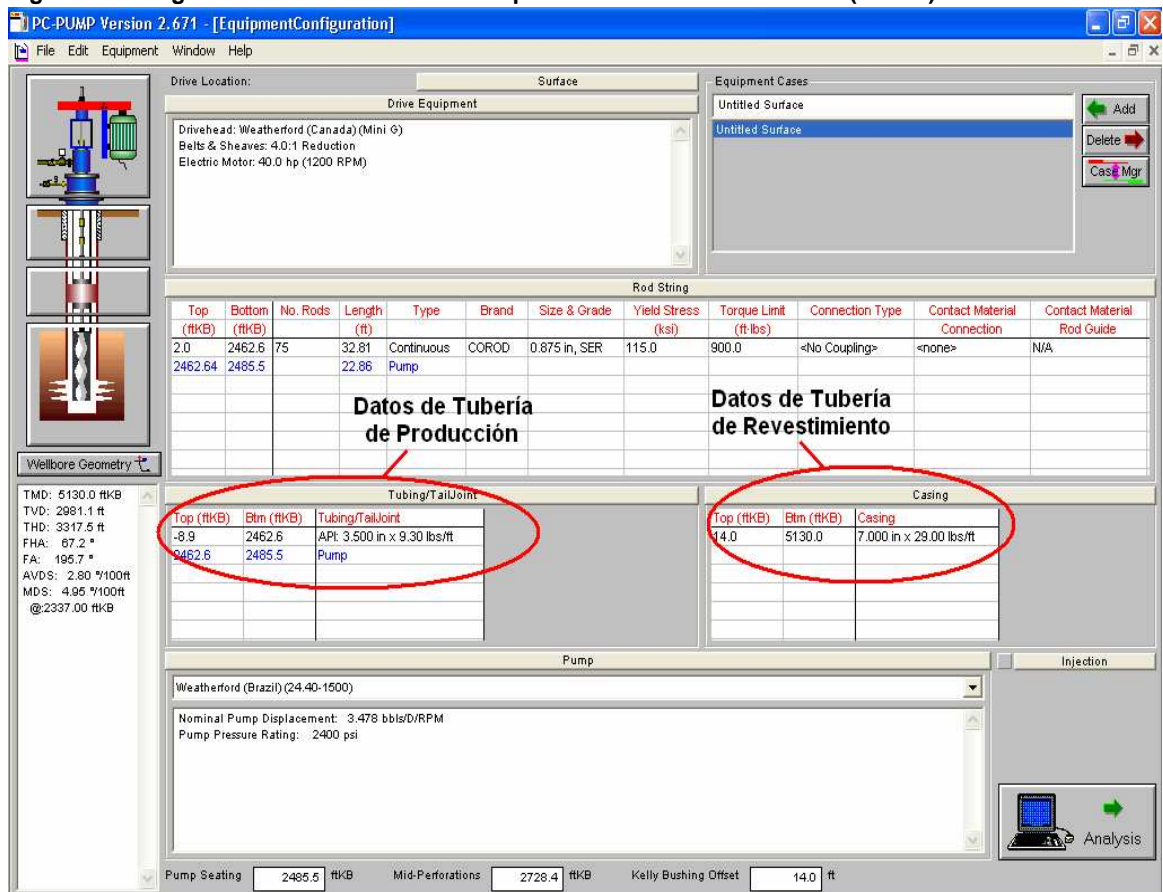 PC-PUMP Version 2.671 - [EquipmentConfiguration]
File Edit Equipment Window Help
Drive Location: Surface
Drive Equipment
Drivehead: Weatherford (Canada) (Mini G)
Belts & Sheaves: 4.0:1 Reduction
Electric Motor: 40.0 hp (1200 RPM)
Equipment Cases
Untitled Surface
Untitled Surface
Add
Delete
Case Mgr
Rod String
Top (ftKB) Bottom (ftKB) No. Rods Length (ft) Type Brand Size & Grade Yield Stress (ksi) Torque Limit (ft·lbs) Connection Type Contact Material Connection Contact Material Rod Guide
2.0 2462.6 75 32.81 Continuous COROD 0.875 in, SER 115.0 900.0 <No Coupling> <none> N/A
2462.64 2485.5 22.86 Pump
Datos de Tubería
de Producción
Datos de Tubería
de Revestimiento
Wellbore Geometry
TMD: 5130.0 ftKB
TVD: 2981.1 ft
THD: 3317.5 ft
FHA: 67.2 °
FA: 195.7 °
AVDS: 2.80 °/100ft
MDS: 4.95 °/100ft
@:2337.00 ftKB
Tubing/TailJoint
Top (ftKB) Btm (ftKB) Tubing/TailJoint
-8.9 2462.6 API: 3.500 in x 9.30 lbs/ft
2462.6 2485.5 Pump
Casing
Top (ftKB) Btm (ftKB) Casing
14.0 5130.0 7.000 in x 29.00 lbs/ft
Pump
Injection
Weatherford (Brazil) (24.40-1500)
Nominal Pump Displacement: 3.478 bbls/D/RPM
Pump Pressure Rating: 2400 psi
Analysis
Pump Seating 2485.5 ftKB Mid-Perforations 2728.4 ftKB Kelly Bushing Offset 14.0 ft